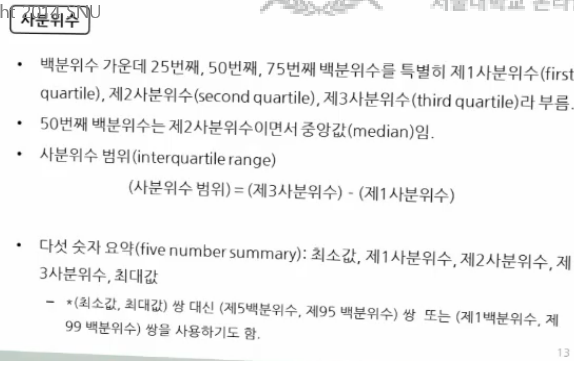 ht 2014 SNU
사분위수
• 백분위수 가운데 25번째, 50번째, 75번째 백분위수를 특별히 제1사분위수(first
quartile), 제2사분위수(second quartile), 제3사분위수(third quartile)라 부름.
• 50번째 백분위수는 제2사분위수이면서 중앙값(median)임.
• 사분위수 범위(interquartile range)
(사분위수 범위) = (제3사분위수) - (제1사분위수)
• 다섯 숫자 요약(five number summary): 최소값, 제1사분위수, 제2사분위수, 제
3사분위수, 최대값
– *(최소값, 최대값) 쌍 대신 (제5백분위수, 제95 백분위수) 쌍 또는 (제1백분위수, 제
99 백분위수) 쌍을 사용하기도 함.
13